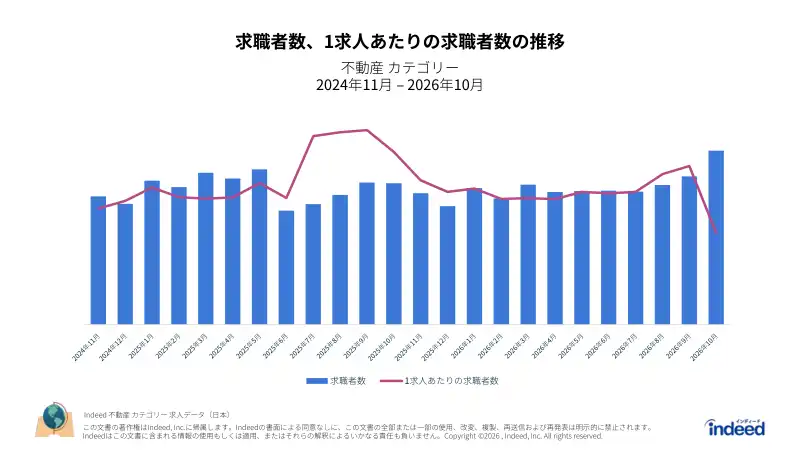 求職者数、1求人あたりの求職者数の推移
不動産 カテゴリー
2024年11月 – 2026年10月
2024年11月
2024年12月
2025年1月
2025年2月
2025年3月
2025年4月
2025年5月
2025年6月
2025年7月
2025年8月
2025年9月
2025年10月
2025年11月
2025年12月
2026年1月
2026年2月
2026年3月
2026年4月
2026年5月
2026年6月
2026年7月
2026年8月
2026年9月
2026年10月
求職者数
1求人あたりの求職者数
Indeed 不動産 カテゴリー 求人データ（日本）
この文書の著作権はIndeed, Inc.に帰属します。Indeedの書面による同意なしに、この文書の全部または一部の使用、改変、複製、再送信および再発表は明示的に禁止されます。
Indeedはこの文書に含まれる情報の使用もしくは適用、またはそれらの解釈によるいかなる責任も負いません。Copyright ©2026 , Indeed, Inc. All rights reserved.
インディード
indeed